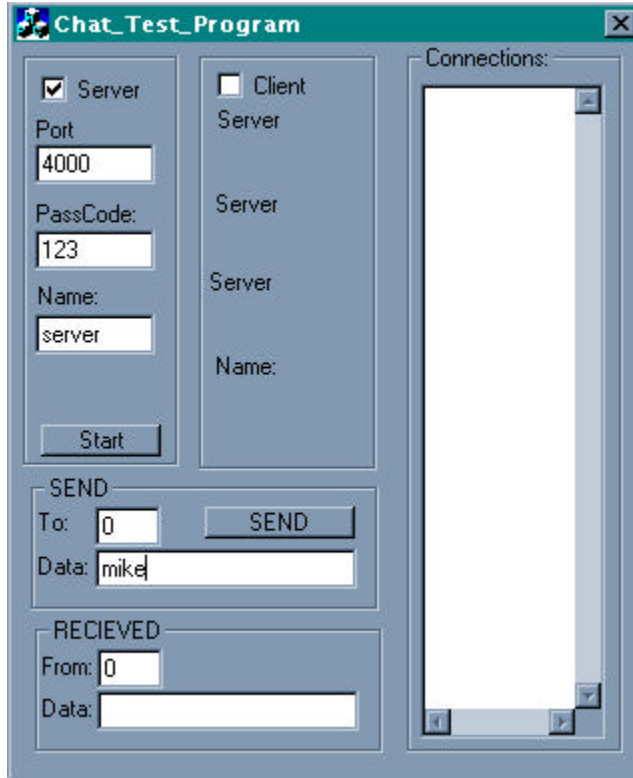 Chat_Test_Program
Server
Port
4000
PassCode:
123
Name:
server
Start
Client
Server
Server
Server
Name:
Connections:
SEND
To: 0 SEND
Data: mike
RECIEVED
From: 0
Data: